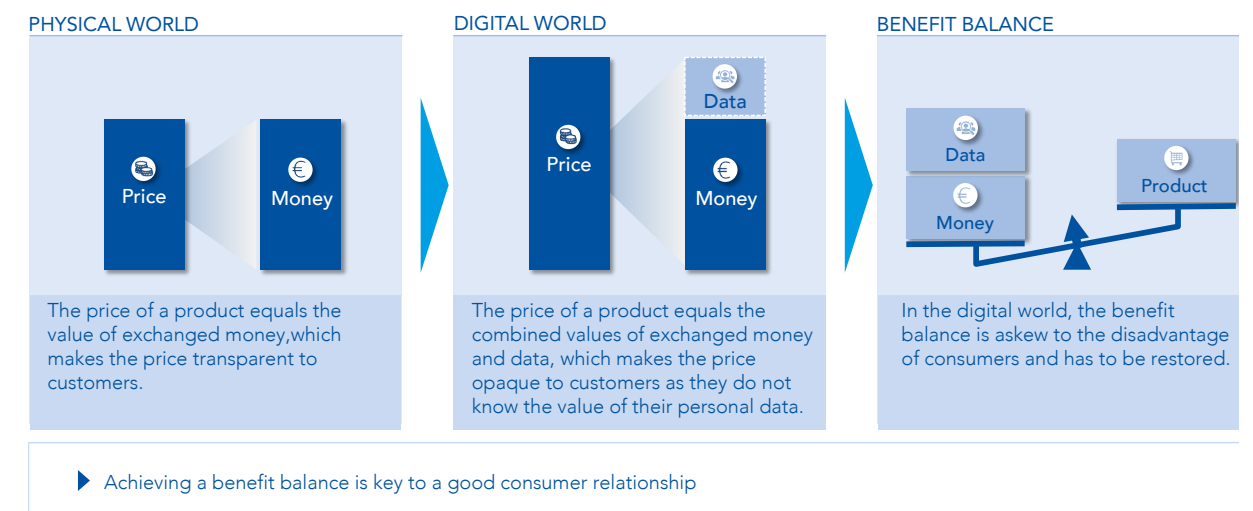 PHYSICAL WORLD
Price
€
Money
The price of a product equals the
value of exchanged money,which
makes the price transparent to
customers.
DIGITAL WORLD
Price
Data
€
Money
The price of a product equals the
combined values of exchanged money
and data, which makes the price
opaque to customers as they do not
know the value of their personal data.
BENEFIT BALANCE
Data
€
Money
Product
In the digital world, the benefit
balance is askew to the disadvantage
of consumers and has to be restored.
Achieving a benefit balance is key to a good consumer relationship